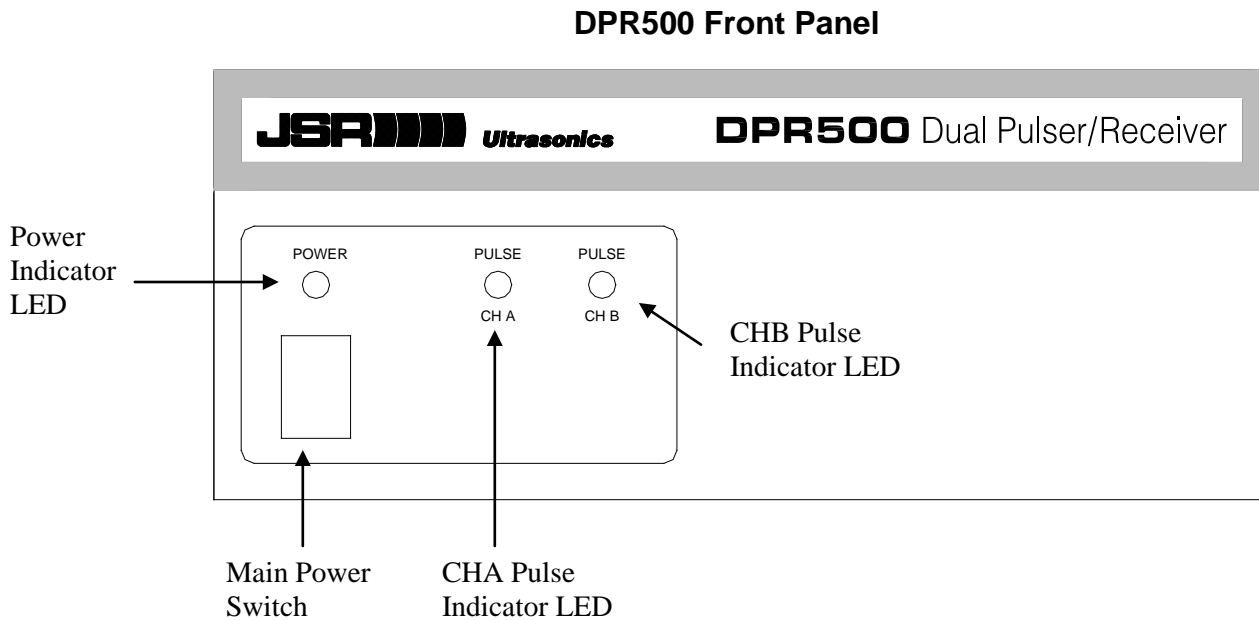 DPR500 Front Panel
JSR Ultrasonics
DPR500 Dual Pulser/Receiver
Power
Indicator
LED
POWER
PULSE
CH A
PULSE
CH B
CHB Pulse
Indicator LED
Main Power
Switch
CHA Pulse
Indicator LED